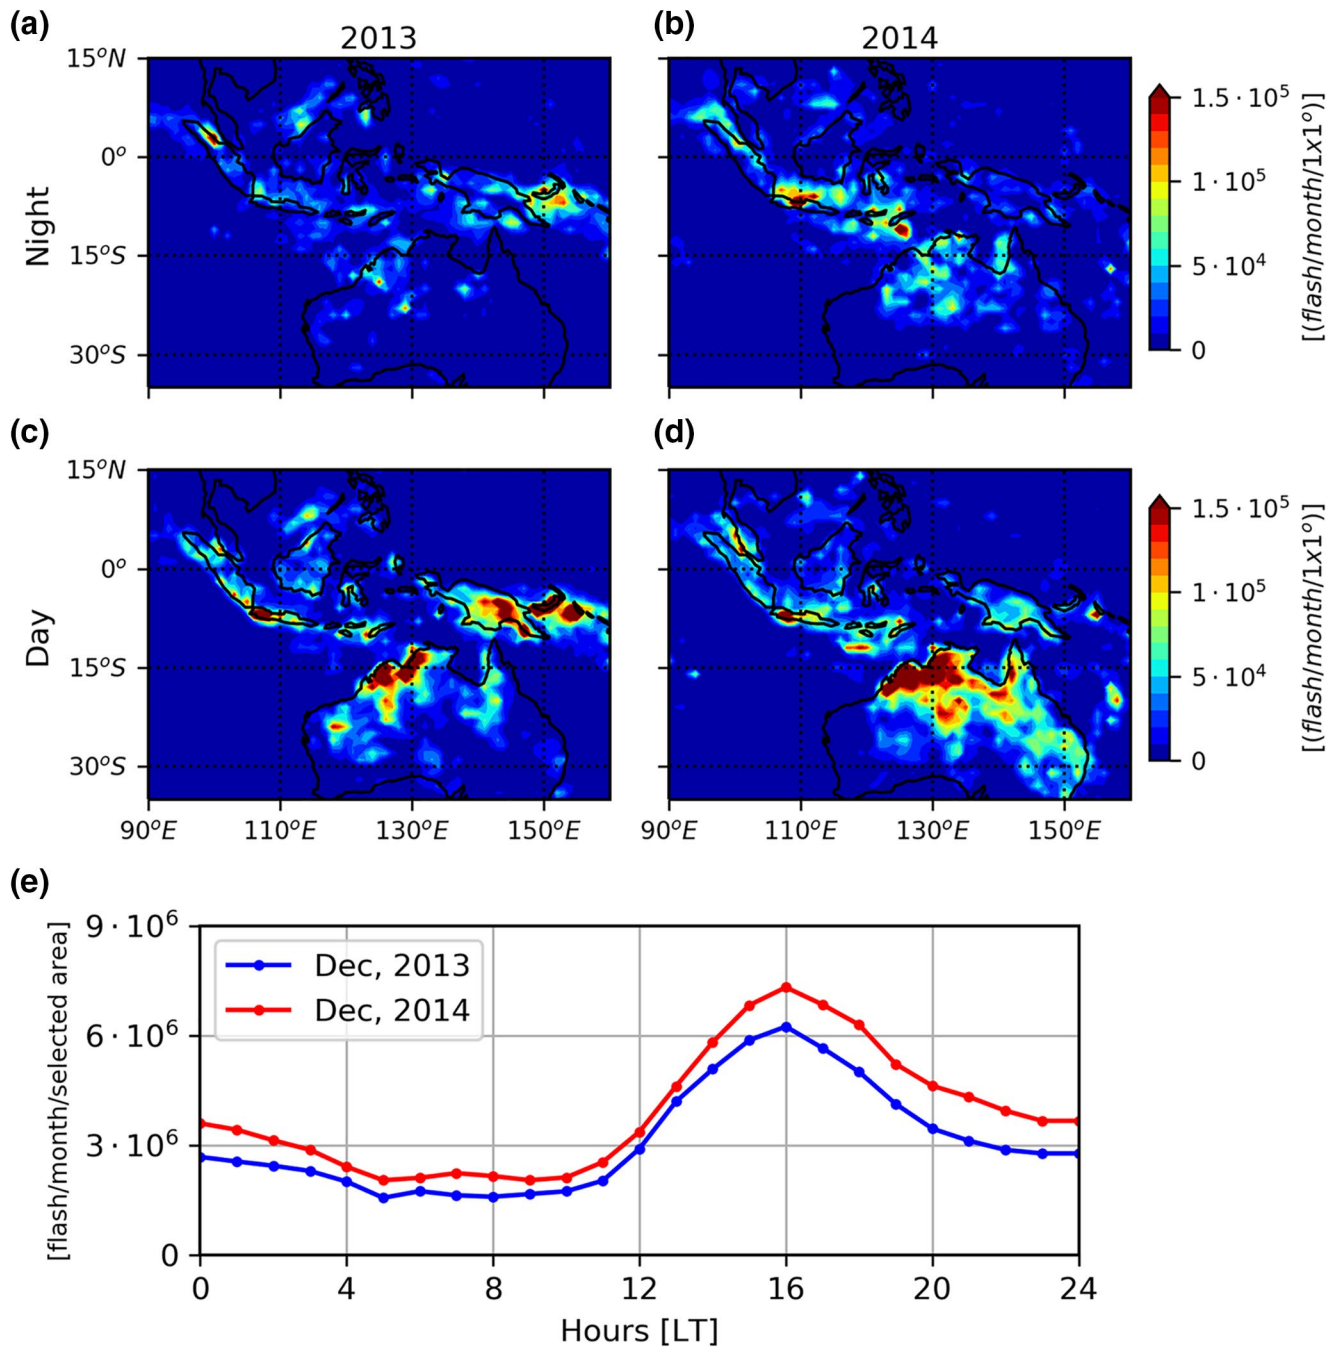 (a)
2013
(b)
2014
15°N
0°
15°S
30°S
Night
1.5·10⁵
1·10⁵
5·10⁴
0
[(flash/month/1x1°)]
(c)
(d)
15°N
0°
15°S
30°S
Day
90°E
110°E
130°E
150°E
90°E
110°E
130°E
150°E
1.5·10⁵
1·10⁵
5·10⁴
0
[(flash/month/1x1°)]
(e)
[flash/month/selected area]
9·10⁶
6·10⁶
3·10⁶
0
Dec, 2013
Dec, 2014
0
4
8
12
16
20
24
Hours [LT]